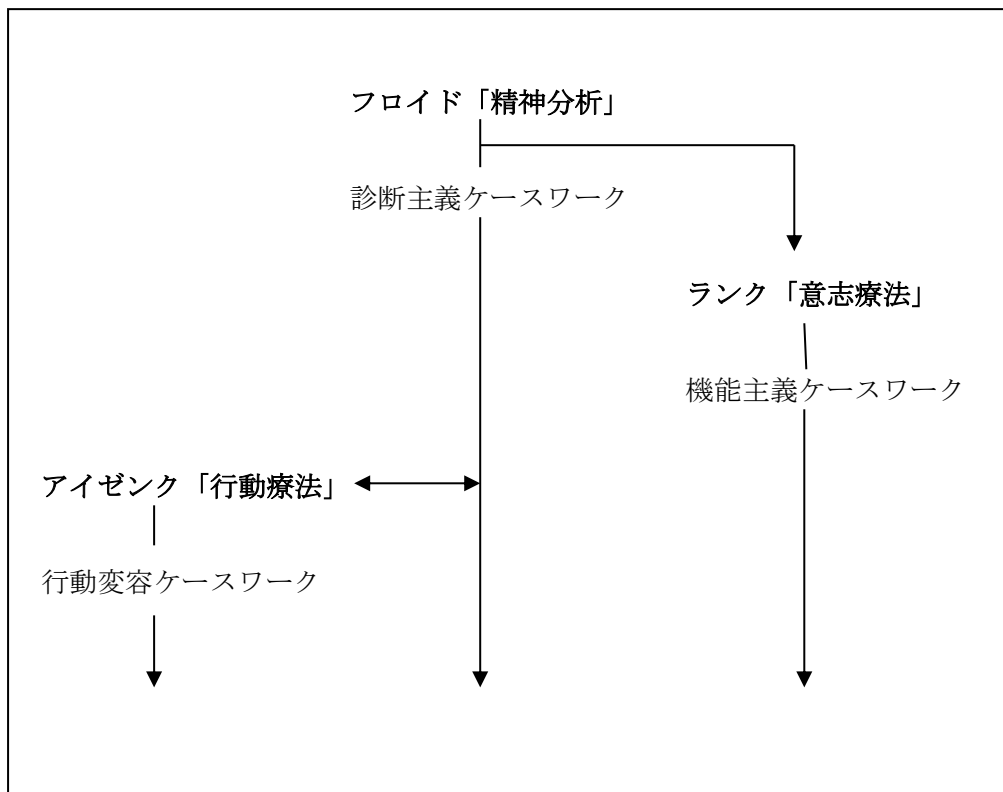 フロイド「精神分析」
診断主義ケースワーク
ランク「意志療法」
機能主義ケースワーク
アイゼンク「行動療法」
行動変容ケースワーク